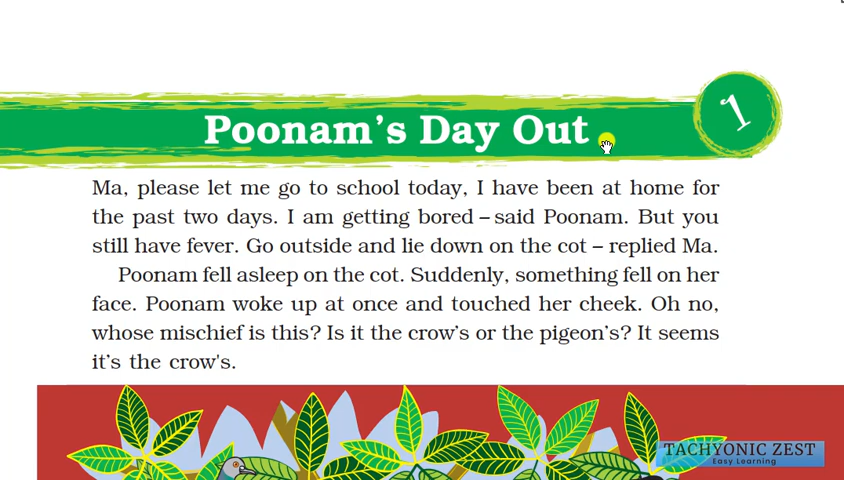 Poonam's Day Out
1
Ma, please let me go to school today, I have been at home for
the past two days. I am getting bored – said Poonam. But you
still have fever. Go outside and lie down on the cot – replied Ma.
Poonam fell asleep on the cot. Suddenly, something fell on her
face. Poonam woke up at once and touched her cheek. Oh no,
whose mischief is this? Is it the crow's or the pigeon's? It seems
it's the crow's.
TACHYONIC ZEST
Easy Learning